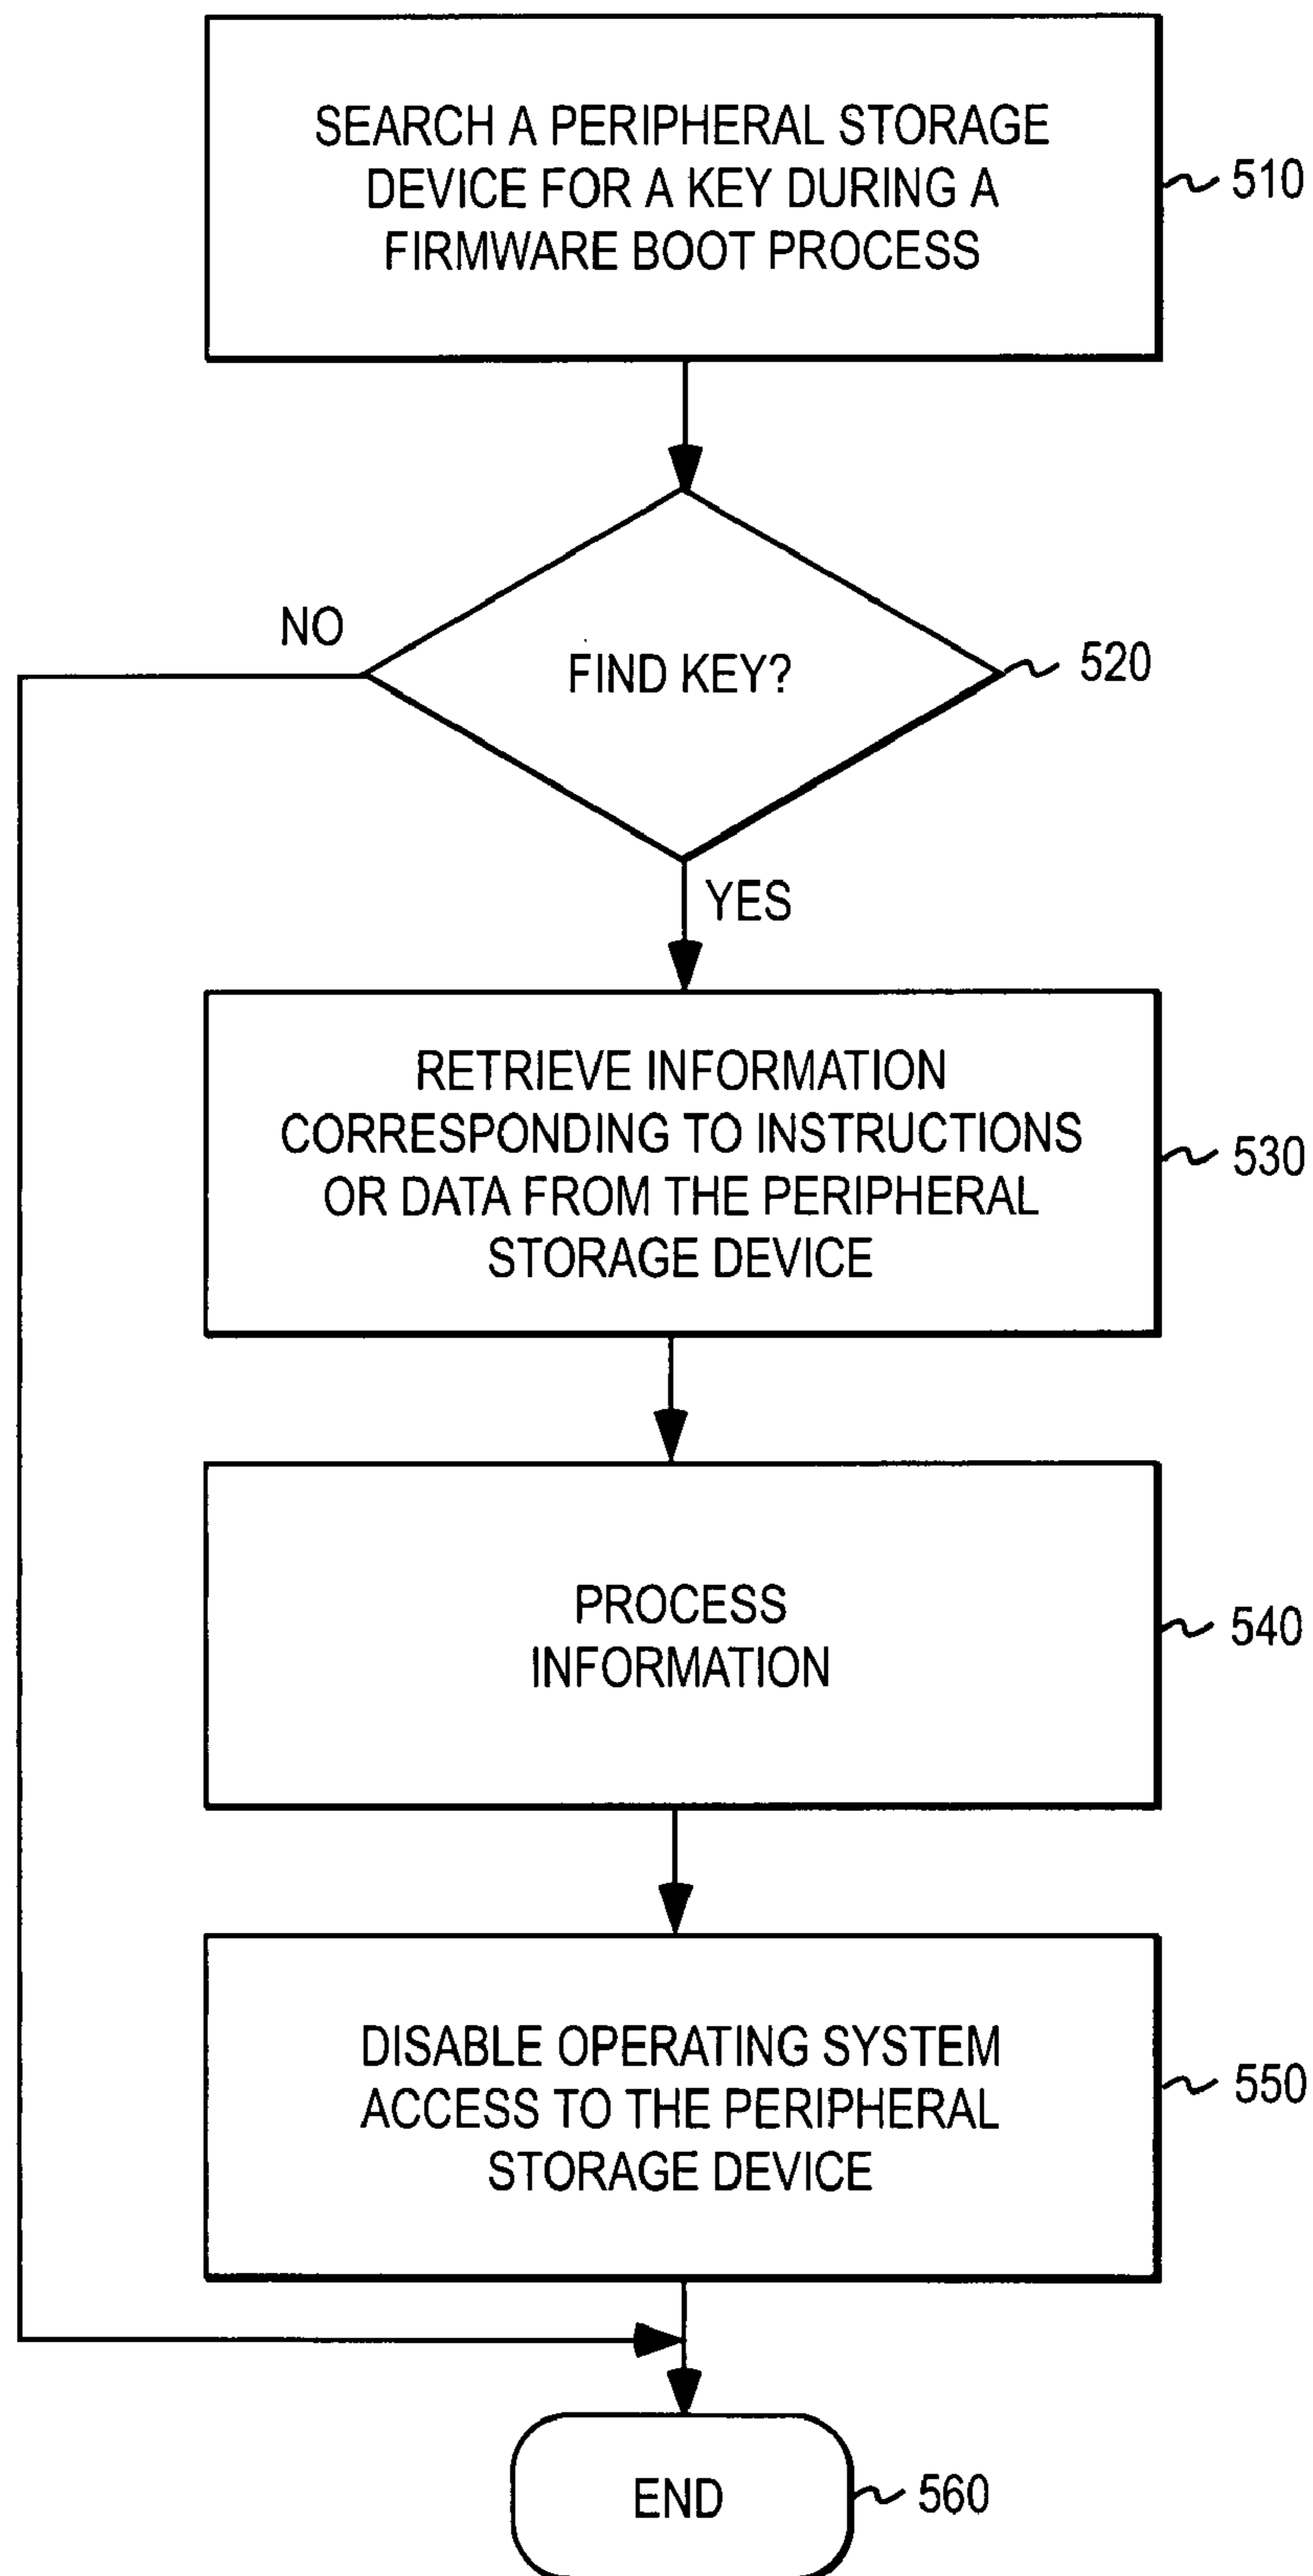 SEARCH A PERIPHERAL STORAGE
DEVICE FOR A KEY DURING A
FIRMWARE BOOT PROCESS
510
NO
FIND KEY?
520
YES
RETRIEVE INFORMATION
CORRESPONDING TO INSTRUCTIONS
OR DATA FROM THE PERIPHERAL
STORAGE DEVICE
530
PROCESS
INFORMATION
540
DISABLE OPERATING SYSTEM
ACCESS TO THE PERIPHERAL
STORAGE DEVICE
550
END
560